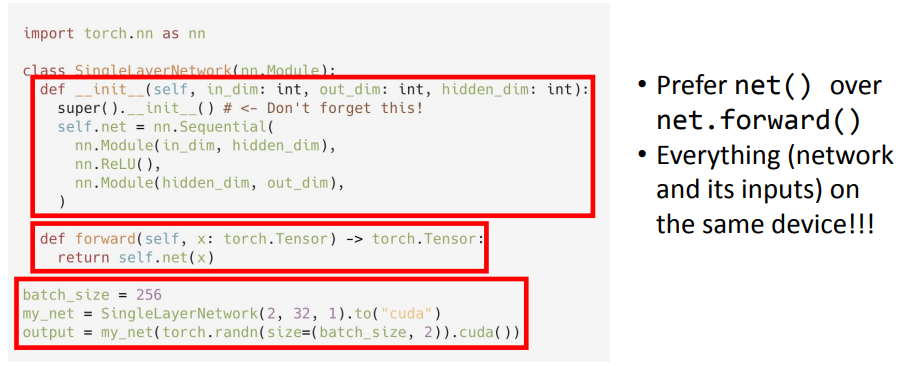 import torch.nn as nn
class SingleLayerNetwork(nn.Module):
def __init__(self, in_dim: int, out_dim: int, hidden_dim: int):
super().__init__() # <- Don't forget this!
self.net = nn.Sequential(
nn.Module(in_dim, hidden_dim),
nn.ReLU(),
nn.Module(hidden_dim, out_dim),
)
def forward(self, x: torch.Tensor) -> torch.Tensor:
return self.net(x)
batch_size = 256
my_net = SingleLayerNetwork(2, 32, 1).to("cuda")
output = my_net(torch.randn(size=(batch_size, 2)).cuda())
• Prefer net() over
net.forward()
• Everything (network
and its inputs) on
the same device!!!